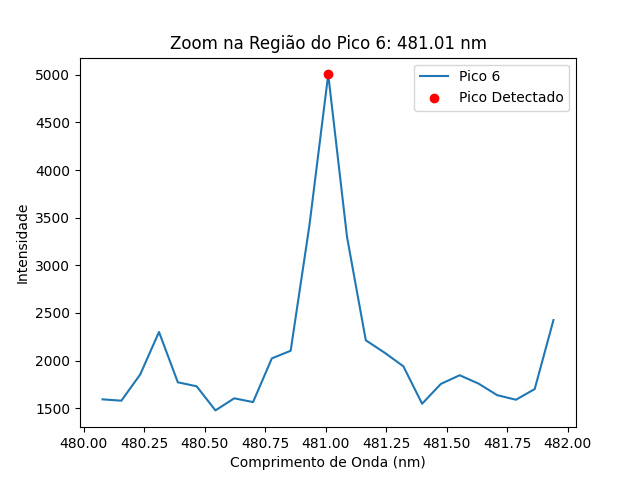 Zoom na Região do Pico 6: 481.01 nm
Pico 6
Pico Detectado
Intensidade
5000
4500
4000
3500
3000
2500
2000
1500
480.00 480.25 480.50 480.75 481.00 481.25 481.50 481.75 482.00
Comprimento de Onda (nm)